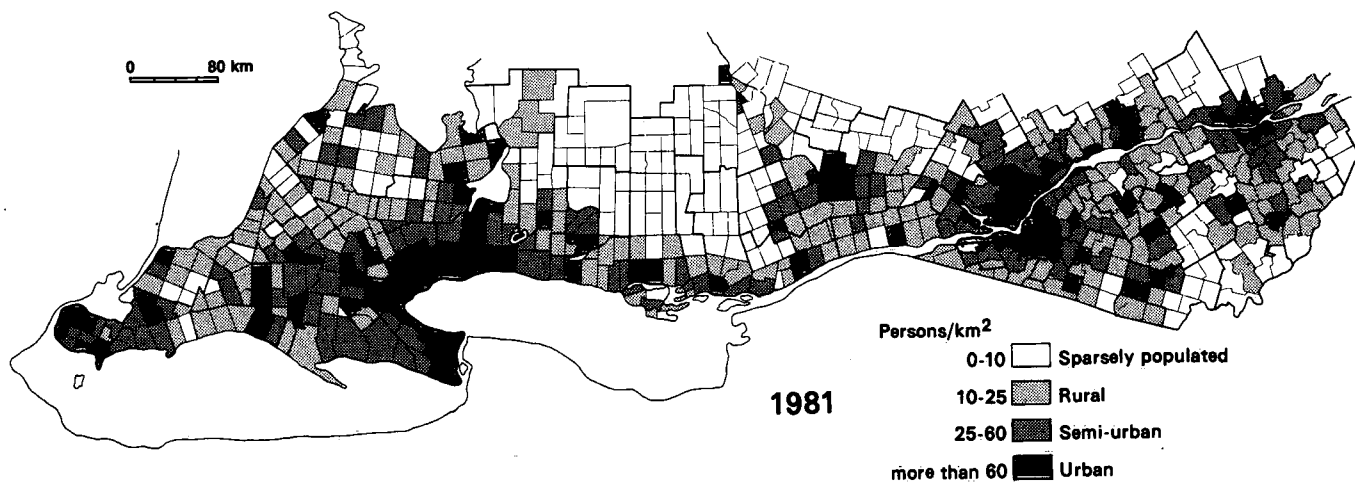 0 80 km
Persons/km²
0-10 Sparsely populated
10-25 Rural
1981
25-60 Semi-urban
more than 60 Urban